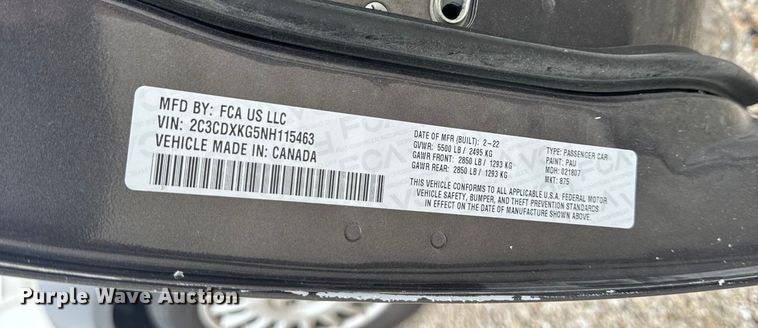 MFD BY: FCA US LLC
VIN: 2C3CDXKG5NH115463
VEHICLE MADE IN: CANADA
DATE OF MFR (BUILT): 2-22
GVWR: 5500 LB / 2495 KG
GAWR FRONT: 2850 LB / 1293 KG
GAWR REAR: 2850 LB / 1293 KG
TYPE: PASSENGER CAR
PAINT: PAU
MDH: 021807
MKT: 875
THIS VEHICLE CONFORMS TO ALL APPLICABLE U.S.A. FEDERAL MOTOR
VEHICLE SAFETY, BUMPER, AND THEFT PREVENTION STANDARDS
IN EFFECT ON THE DATE OF MANUFACTURE SHOWN ABOVE.
Purple Wave Auction